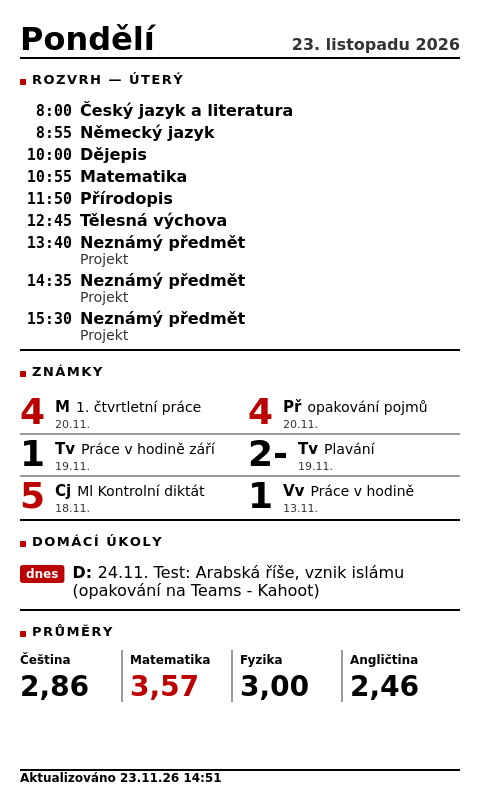 Pondělí 23. listopadu 2026
ROZVRH — ÚTERÝ
8:00 Český jazyk a literatura
8:55 Německý jazyk
10:00 Dějepis
10:55 Matematika
11:50 Přírodopis
12:45 Tělesná výchova
13:40 Neznámý předmět
Projekt
14:35 Neznámý předmět
Projekt
15:30 Neznámý předmět
Projekt
ZNÁMKY
4 M 1. čtvrtletní práce
20.11.
4 Př opakování pojmů
20.11.
1 Tv Práce v hodině září
19.11.
2- Tv Plavání
19.11.
5 Cj Ml Kontrolní diktát
18.11.
1 Vv Práce v hodině
13.11.
DOMÁCÍ ÚKOLY
dnes D: 24.11. Test: Arabská říše, vznik islámu
(opakování na Teams - Kahoot)
PRŮMĚRY
Čeština Matematika Fyzika Angličtina
2,86 3,57 3,00 2,46
Aktualizováno 23.11.26 14:51